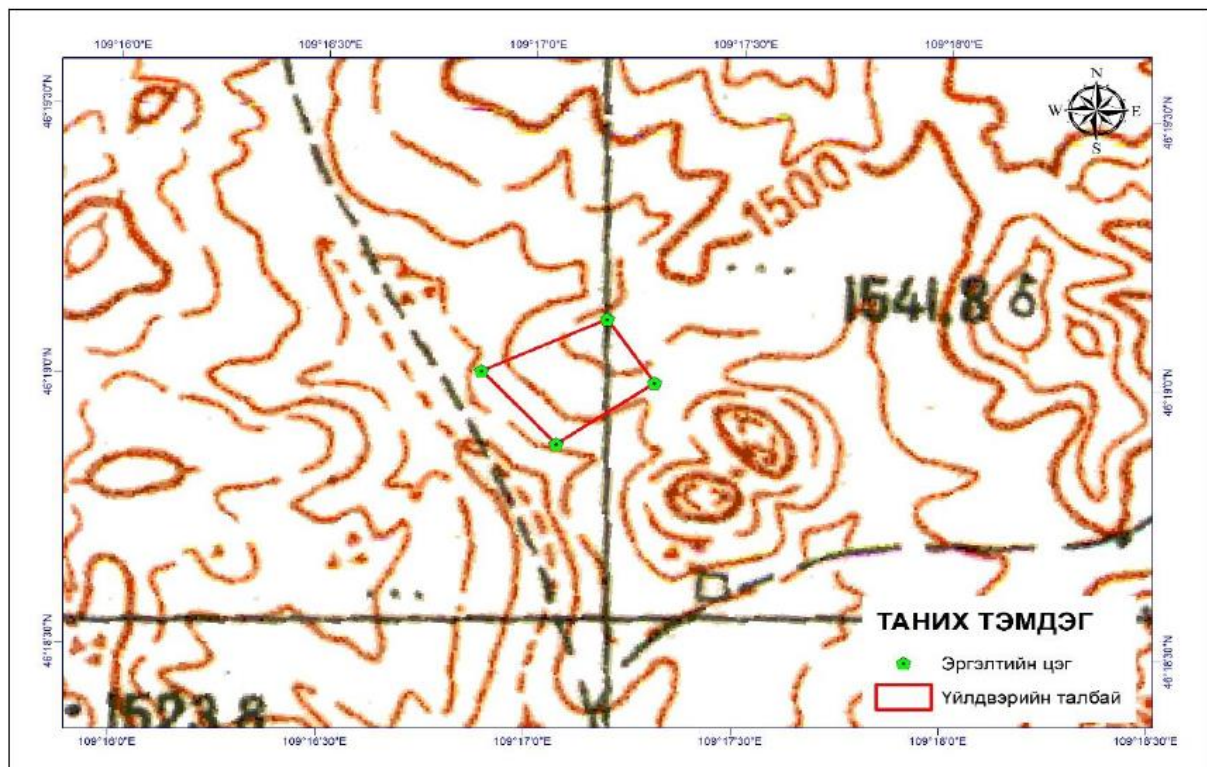 109°16'0"E 109°16'30"E 109°17'0"E 109°17'30"E 109°18'0"E
46°19'30"N
46°19'30"N
N
W E
S
1500
1541.8
46°19'0"N
46°19'0"N
ТАНИХ ТЭМДЭГ
Эргэлтийн цэг
Үйлдвэрийн талбай
46°18'30"N
46°18'30"N
1523.8
109°16'0"E 109°16'30"E 109°17'0"E 109°17'30"E 109°18'0"E 109°18'30"E